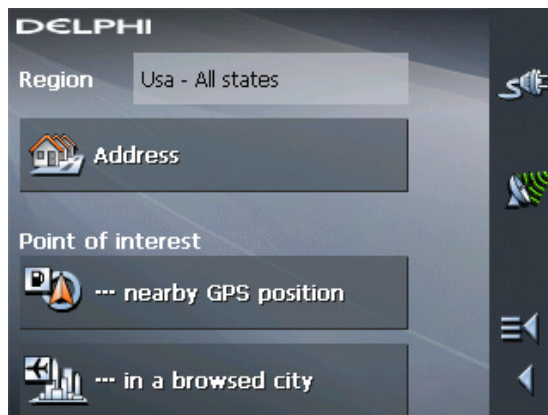 DELPHI
Region Usa - All states
Address
Point of interest
... nearby GPS position
... in a browsed city